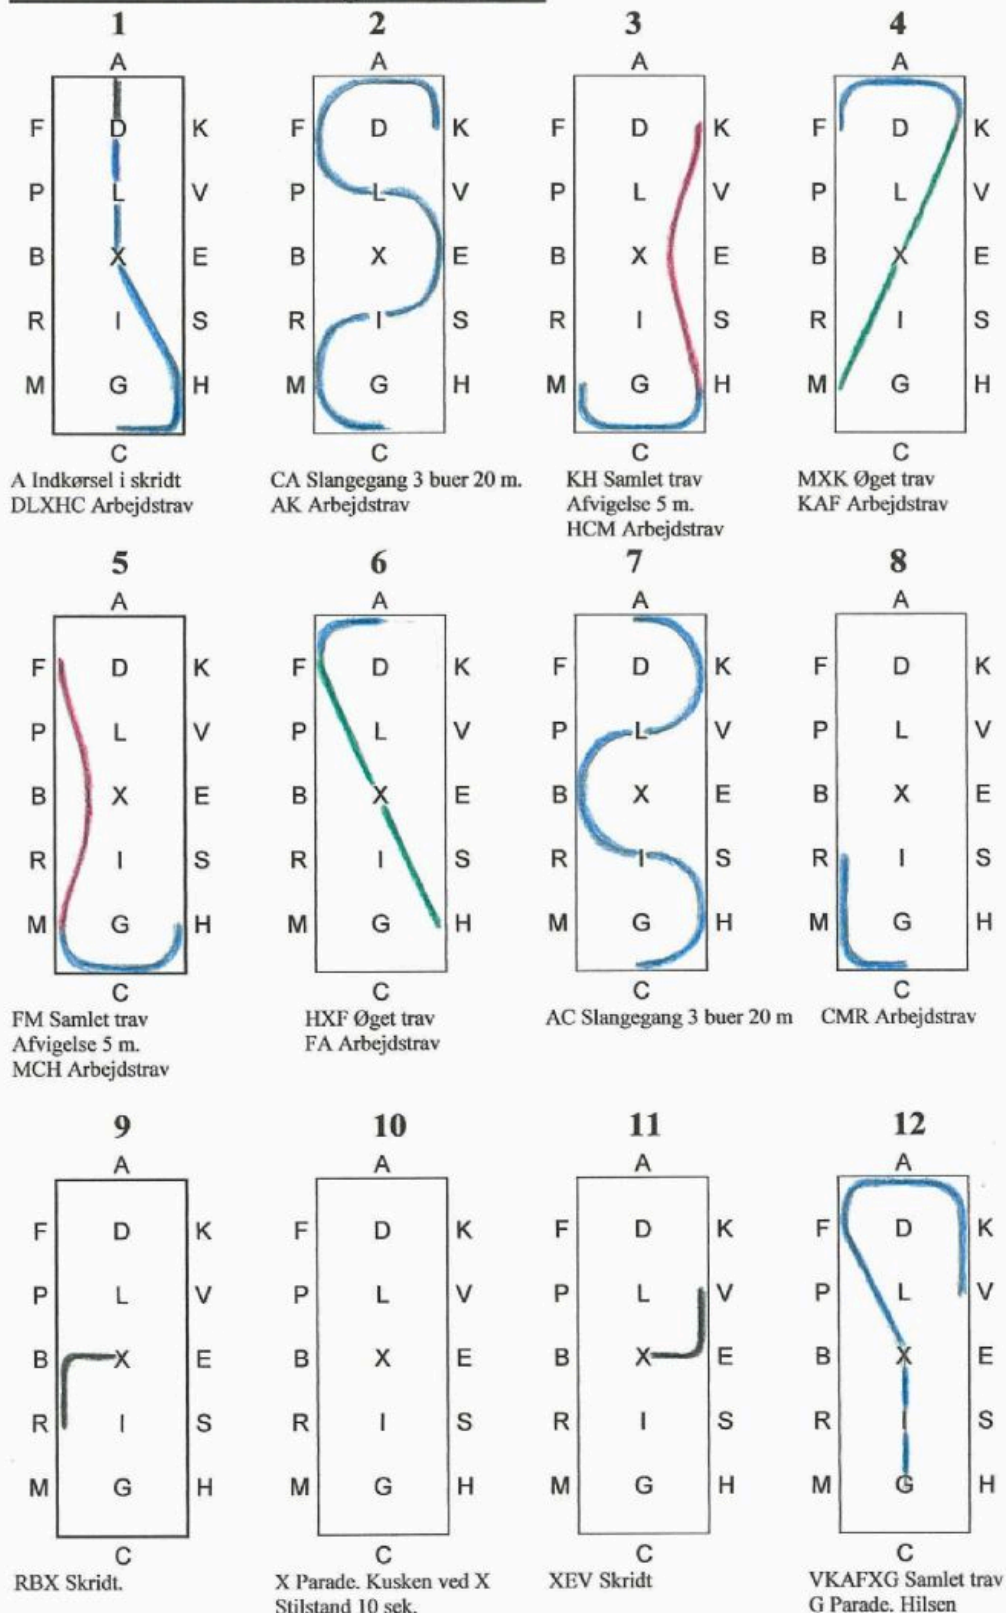 1 2 3 4
A A A A
F D K F D K F D K F D K
P L V P L V P L V P L V
B X E B X E B X E B X E
R I S R I S R I S R I S
M G H M G H M G H M G H
C C C C
A Indkørsel i skridt
DLXHC Arbejdstrav
CA Slangegang 3 buer 20 m.
AK Arbejdstrav
KH Samlet trav
Afvigelse 5 m.
HCM Arbejdstrav
MXK Øget trav
KAF Arbejdstrav
5 6 7 8
A A A A
F D K F D K F D K F D K
P L V P L V P L V P L V
B X E B X E B X E B X E
R I S R I S R I S R I S
M G H M G H M G H M G H
C C C C
FM Samlet trav
Afvigelse 5 m.
MCH Arbejdstrav
HXF Øget trav
FA Arbejdstrav
AC Slangegang 3 buer 20 m
CMR Arbejdstrav
9 10 11 12
A A A A
F D K F D K F D K F D K
P L V P L V P L V P L V
B X E B X E B X E B X E
R I S R I S R I S R I S
M G H M G H M G H M G H
C C C C
RBX Skridt.
X Parade. Kusken ved X
Stilstand 10 sek.
XEV Skridt
VKAFXG Samlet trav
G Parade. Hilsen